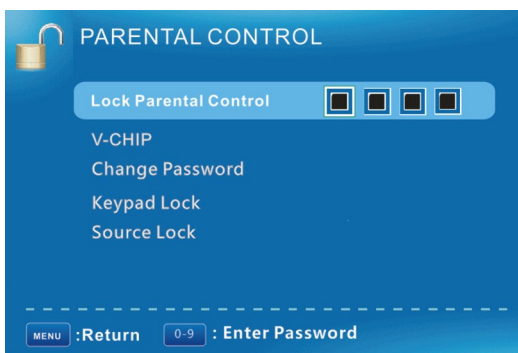 PARENTAL CONTROL
Lock Parental Control
V-CHIP
Change Password
Keypad Lock
Source Lock
MENU :Return 0-9 : Enter Password